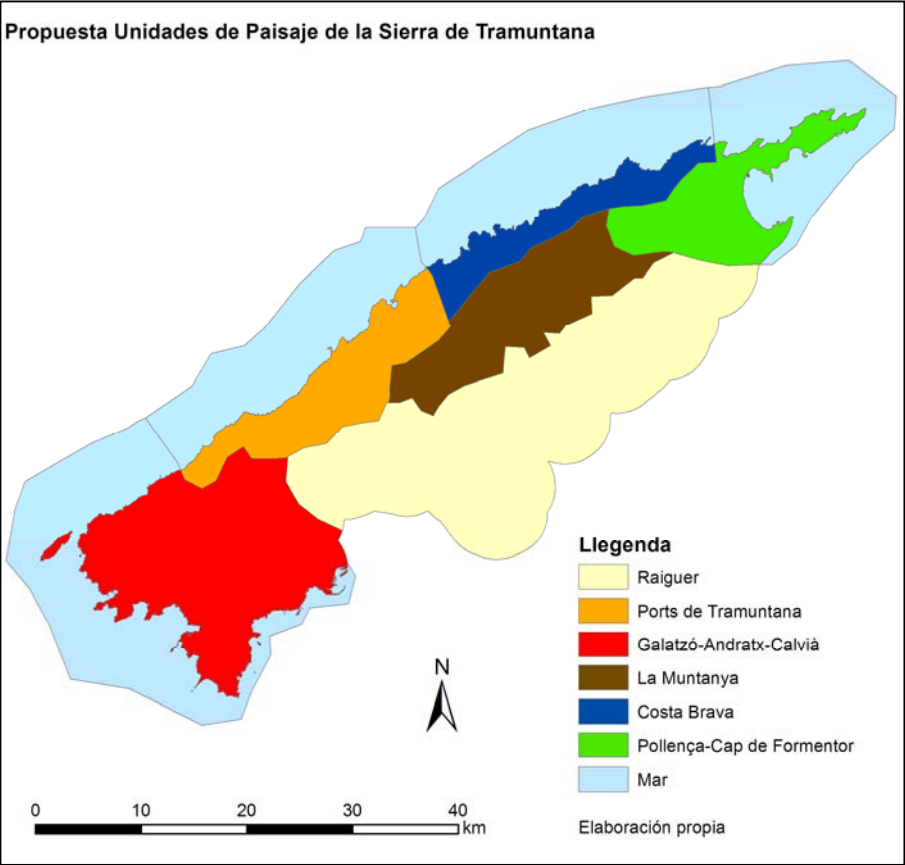 Propuesta Unidades de Paisaje de la Sierra de Tramuntana
Llegenda
Raiguer
Ports de Tramuntana
Galatzó-Andratx-Calvià
La Muntanya
Costa Brava
Pollença-Cap de Formentor
Mar
N
0 10 20 30 40
km
Elaboración propia